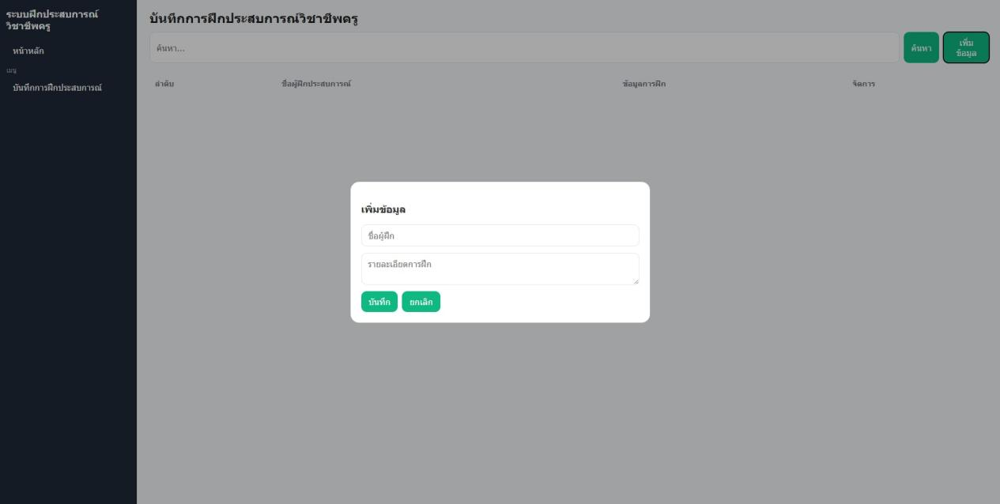 ระบบฝึกประสบการณ์
วิชาชีพครู
หน้าหลัก
เมนู
บันทึกการฝึกประสบการณ์
บันทึกการฝึกประสบการณ์วิชาชีพครู
ค้นหา...
ค้นหา
เพิ่ม
ข้อมูล
ลำดับ ชื่อผู้ฝึกประสบการณ์ ข้อมูลการฝึก จัดการ
เพิ่มข้อมูล
ชื่อผู้ฝึก
รายละเอียดการฝึก
บันทึก ยกเลิก